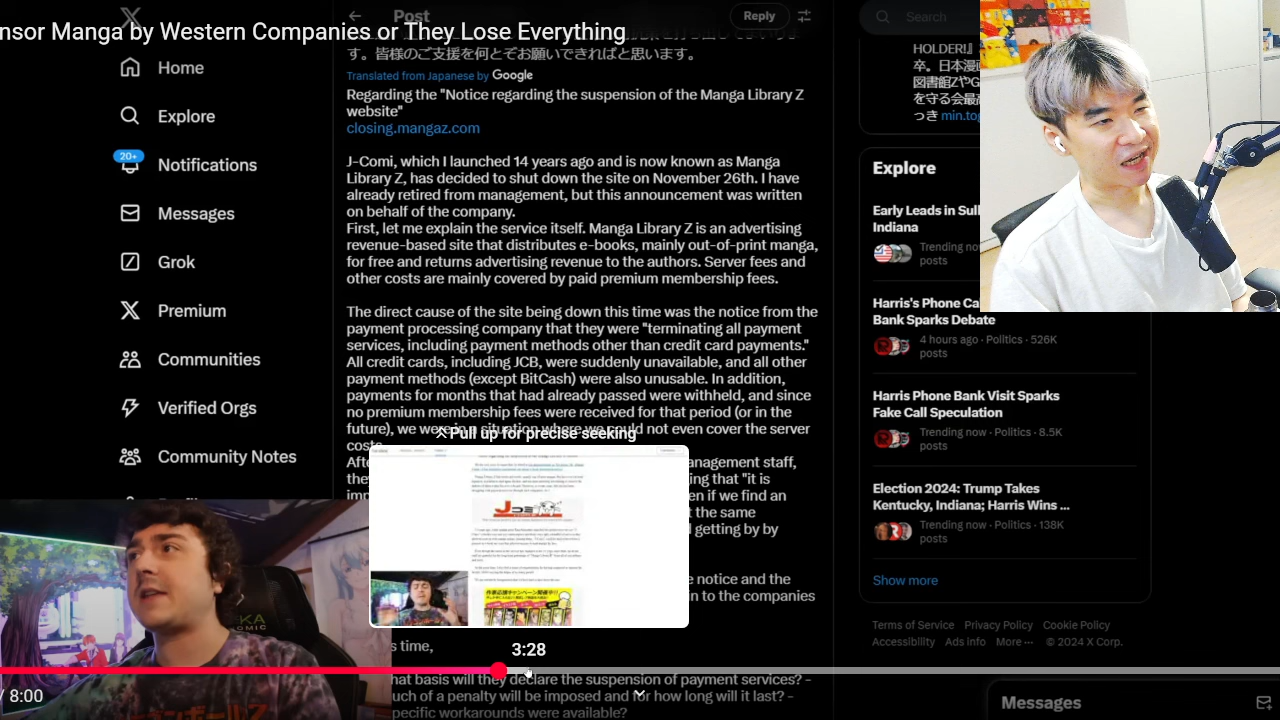 nsor Manga by Western Companies or They Lose Everything
Post
Reply
Search
す。皆様のご支援を何とぞお願いできればと思います。
Translated from Japanese by Google
Regarding the "Notice regarding the suspension of the Manga Library Z
website"
closing.mangaz.com
J-Comi, which I launched 14 years ago and is now known as Manga
Library Z, has decided to shut down the site on November 26th. I have
already retired from management, but this announcement was written
on behalf of the company.
First, let me explain the service itself. Manga Library Z is an advertising
revenue-based site that distributes e-books, mainly out-of-print manga,
for free and returns advertising revenue to the authors. Server fees and
other costs are mainly covered by paid premium membership fees.
The direct cause of the site being down this time was the notice from the
payment processing company that they were "terminating all payment
services, including payment methods other than credit card payments."
All credit cards, including JCB, were suddenly unavailable, and all other
payment methods (except BitCash) were also unusable. In addition,
payments for months that had already passed were withheld, and since
no premium membership fees were received for that period (or in the
future), we were in a situation where we could not even cover the server
costs.
Pull up for precise seeking
staff,
ng "it is
n if we find an
t the same
getting by by
e notice and
n to the companies
s time,
3:28
hat basis will they declare the suspension of payment services? -
uch of a penalty will be imposed and for how long will it last? -
pecific workarounds were available?
/ 8:00
Home
Explore
20+
Notifications
Messages
Grok
Premium
Communities
Verified Orgs
Community Notes
HOLDER!』
卒。日本漫画
図書館ZやG
を守る会最
つき min.to
Explore
Early Leads in Sull
Indiana
Trending now
posts
Harris's Phone Ca
Bank Sparks Debate
4 hours ago · Politics · 526K
posts
Harris Phone Bank Visit Sparks
Fake Call Speculation
Trending now · Politics · 8.5K
posts
Election Heats up: Trump Takes
Kentucky, Indiana; Harris Wins ...
Trending now · Politics · 138K
posts
Show more
Terms of Service Privacy Policy Cookie Policy
Accessibility Ads info More ··· © 2024 X Corp.
Messages